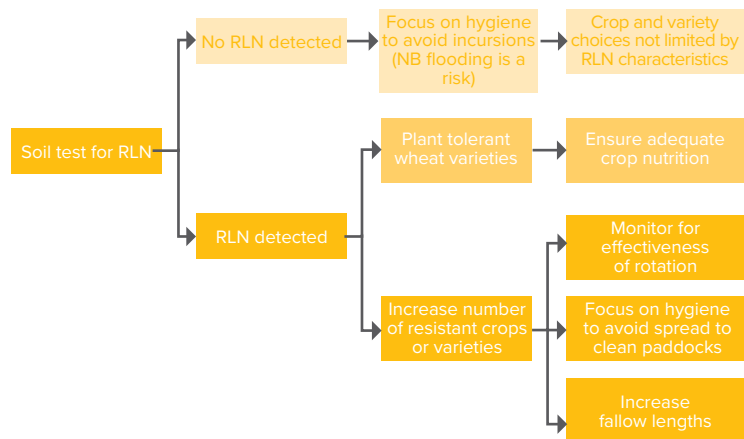 Soil test for RLN
No RLN detected
Focus on hygiene
to avoid incursions
(NB flooding is a
risk)
Crop and variety
choices not limited by
RLN characteristics
RLN detected
Plant tolerant
wheat varieties
Ensure adequate
crop nutrition
Increase number
of resistant crops
or varieties
Monitor for
effectiveness
of rotation
Focus on hygiene
to avoid spread to
clean paddocks
Increase
fallow lengths